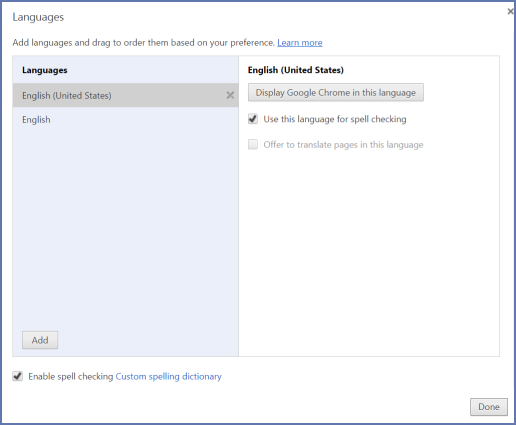 Languages
Add languages and drag to order them based on your preference. Learn more
Languages
English (United States)
English
Add
English (United States)
Display Google Chrome in this language
Use this language for spell checking
Offer to translate pages in this language
Enable spell checking Custom spelling dictionary
Done